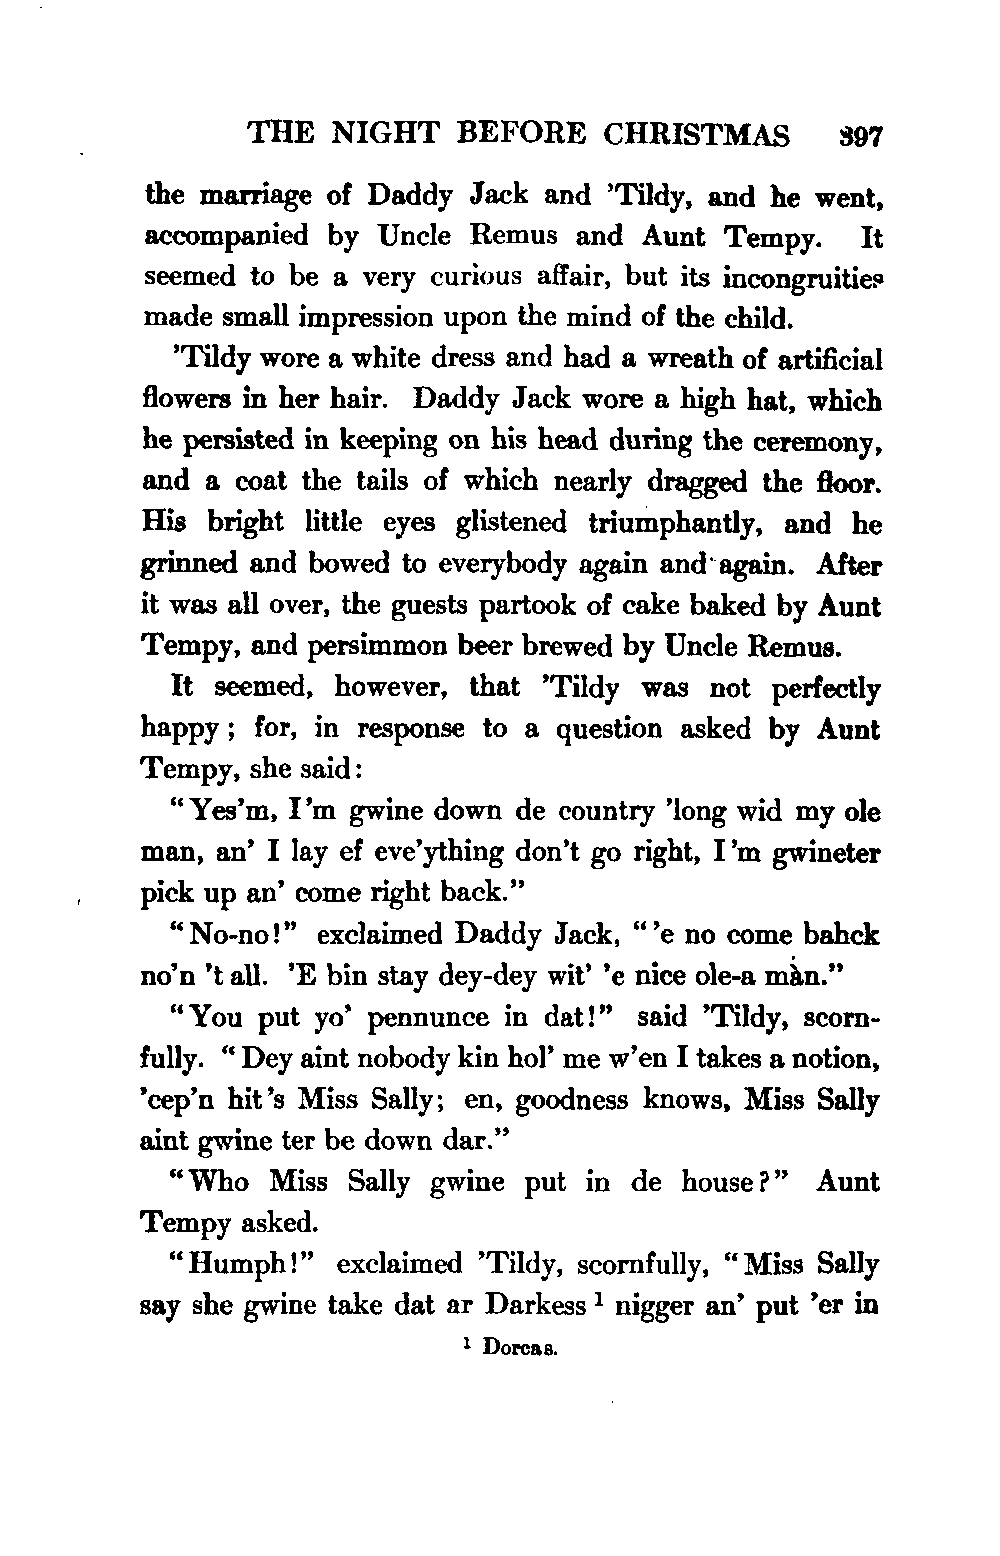 THE NIGHT BEFORE CHRISTMAS 397
the marriage of Daddy Jack and ’Tildy, and he went,
accompanied by Uncle Remus and Aunt Tempy. It
seemed to be a very curious affair, but its incongruities
made small impression upon the mind of the child.
’Tildy wore a white dress and had a wreath of artificial
flowers in her hair. Daddy Jack wore a high hat, which
he persisted in keeping on his head during the ceremony,
and a coat the tails of which nearly dragged the floor.
His bright little eyes glistened triumphantly, and he
grinned and bowed to everybody again and again. After
it was all over, the guests partook of cake baked by Aunt
Tempy, and persimmon beer brewed by Uncle Remus.
It seemed, however, that ’Tildy was not perfectly
happy; for, in response to a question asked by Aunt
Tempy, she said:
“Yes’m, I’m gwine down de country ’long wid my ole
man, an’ I lay ef eve’ything don’t go right, I’m gwineter
pick up an’ come right back.”
“No-no!” exclaimed Daddy Jack, “’e no come bahck
no’n ’t all. ’E bin stay dey-dey wit’ ’e nice ole-a màn.”
“You put yo’ pennunce in dat!” said ’Tildy, scorn-
fully. “Dey aint nobody kin hol’ me w’en I takes a notion,
’cep’n hit’s Miss Sally; en, goodness knows, Miss Sally
aint gwine ter be down dar.”
“Who Miss Sally gwine put in de house?” Aunt
Tempy asked.
“Humph!” exclaimed ’Tildy, scornfully, “Miss Sally
say she gwine take dat ar Darkess¹ nigger an’ put ’er in
¹ Dorcas.